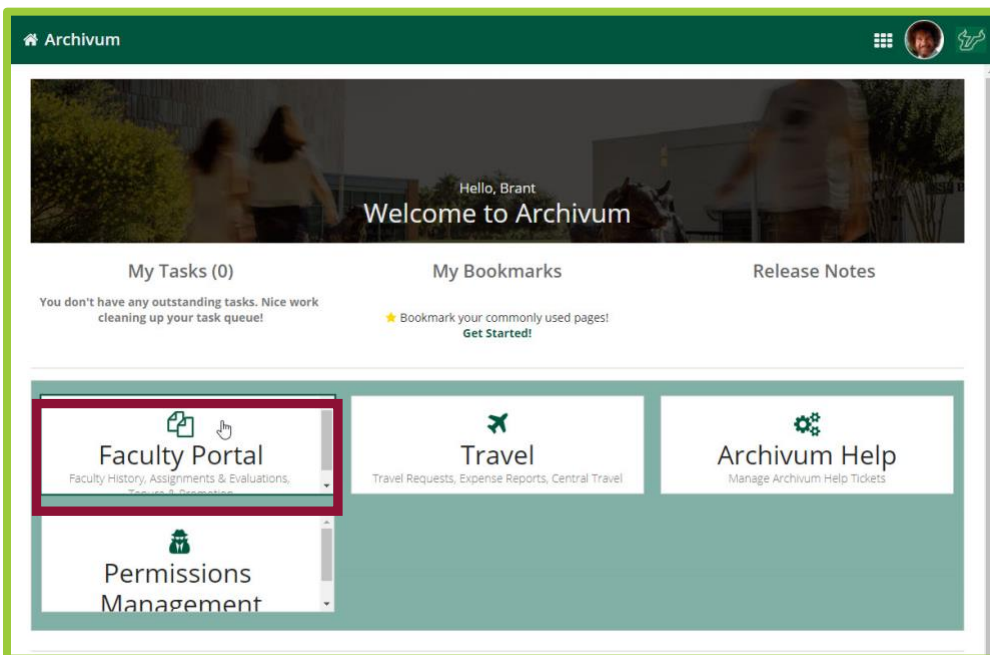 Archivum
Hello, Brant
Welcome to Archivum
My Tasks (0)
You don't have any outstanding tasks. Nice work
cleaning up your task queue!
My Bookmarks
Bookmark your commonly used pages!
Get Started!
Release Notes
Faculty Portal
Faculty History, Assignments & Evaluations,
Tenure & Promotion
Travel
Travel Requests, Expense Reports, Central Travel
Archivum Help
Manage Archivum Help Tickets
Permissions
Management